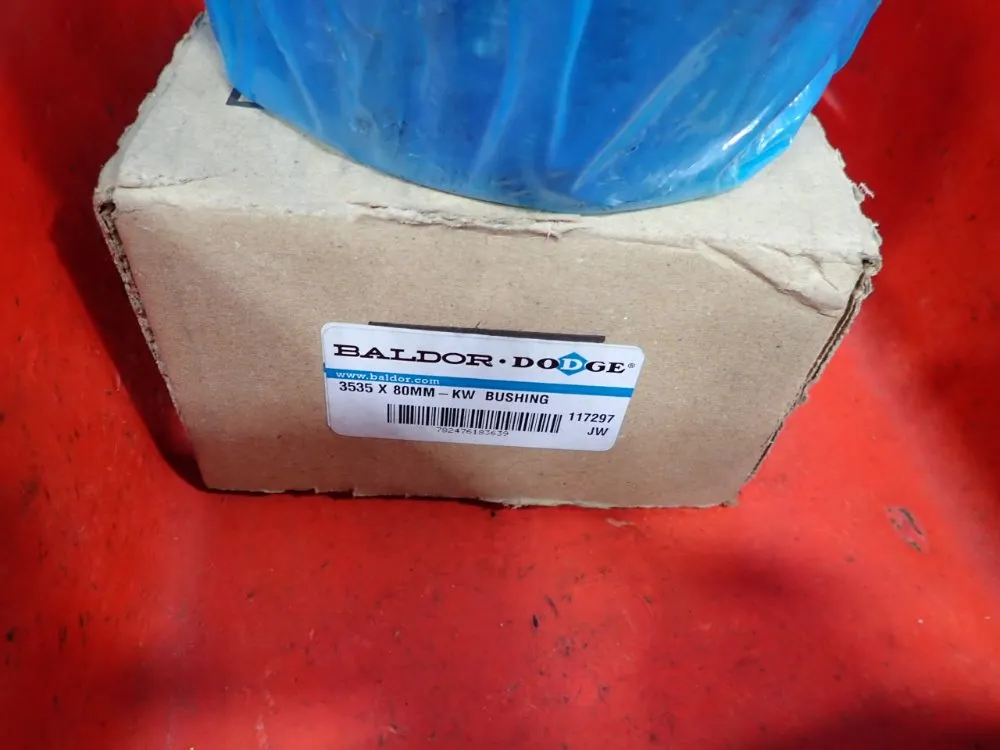 BALDOR · DODGE®
www.baldor.com
3535 X 80MM-KW BUSHING
117297
782476183639
JW